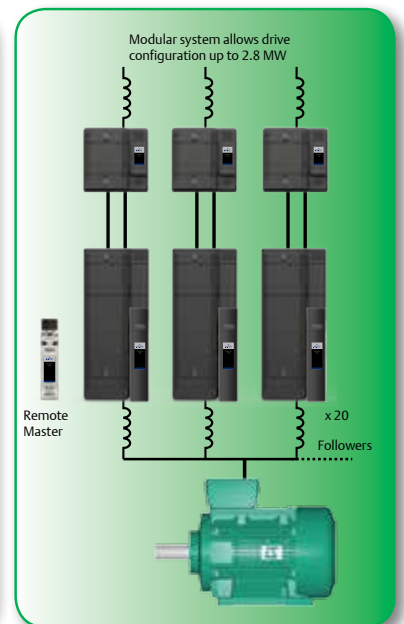 Modular system allows drive
configuration up to 2.8 MW
Remote
Master
x 20
Followers